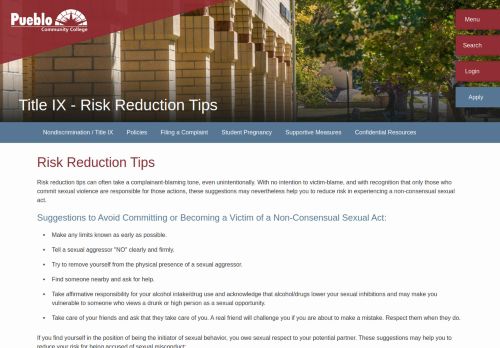 Pueblo
Community College
Menu
Search
Login
Apply
Title IX - Risk Reduction Tips
Nondiscrimination / Title IX
Policies
Filing a Complaint
Student Pregnancy
Supportive Measures
Confidential Resources
Risk Reduction Tips
Risk reduction tips can often take a complainant-blaming tone, even unintentionally. With no intention to victim-blame, and with recognition that only those who
commit sexual violence are responsible for those actions, these suggestions may nevertheless help you to reduce risk in experiencing a non-consensual sexual
act.
Suggestions to Avoid Committing or Becoming a Victim of a Non-Consensual Sexual Act:
• Make any limits known as early as possible.
• Tell a sexual aggressor "NO" clearly and firmly.
• Try to remove yourself from the physical presence of a sexual aggressor.
• Find someone nearby and ask for help.
• Take affirmative responsibility for your alcohol intake/drug use and acknowledge that alcohol/drugs lower your sexual inhibitions and may make you
vulnerable to someone who views a drunk or high person as a sexual opportunity.
• Take care of your friends and ask that they take care of you. A real friend will challenge you if you are about to make a mistake. Respect them when they do.
If you find yourself in the position of being the initiator of sexual behavior, you owe sexual respect to your potential partner. These suggestions may help you to
reduce your risk for being accused of sexual misconduct: